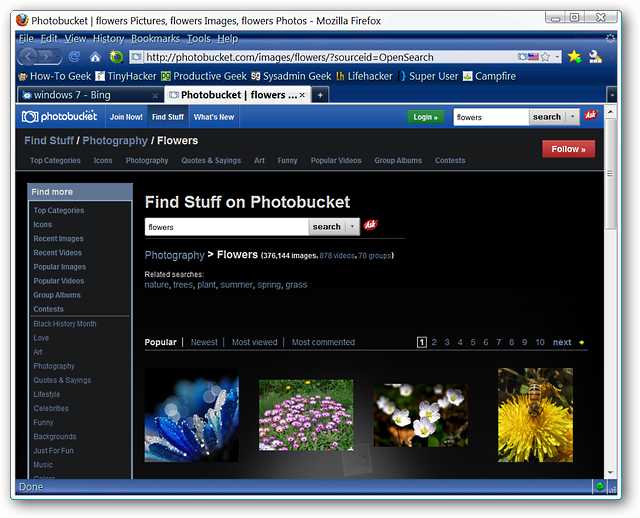 Photobucket | flowers Pictures, flowers Images, flowers Photos - Mozilla Firefox
File Edit View History Bookmarks Tools Help
http://photobucket.com/images/flowers/?sourceid=OpenSearch
How-To Geek TinyHacker Productive Geek Sysadmin Geek Lifehacker Super User Campfire
windows 7 - Bing Photobucket | flowers ...
photobucket Join Now! Find Stuff What's New Login » flowers search Ask
Find Stuff / Photography / Flowers
Follow »
Top Categories Icons Photography Quotes & Sayings Art Funny Popular Videos Group Albums Contests
Find more
Top Categories
Icons
Recent Images
Recent Videos
Popular Images
Popular Videos
Group Albums
Contests
Black History Month
Love
Art
Photography
Quotes & Sayings
Lifestyle
Celebrities
Funny
Backgrounds
Just For Fun
Music
Find Stuff on Photobucket
flowers search Ask
Photography > Flowers (376,144 images, 878 videos, 76 groups)
Related searches:
nature, trees, plant, summer, spring, grass
Popular | Newest | Most viewed | Most commented 1 2 3 4 5 6 7 8 9 10 next
Done